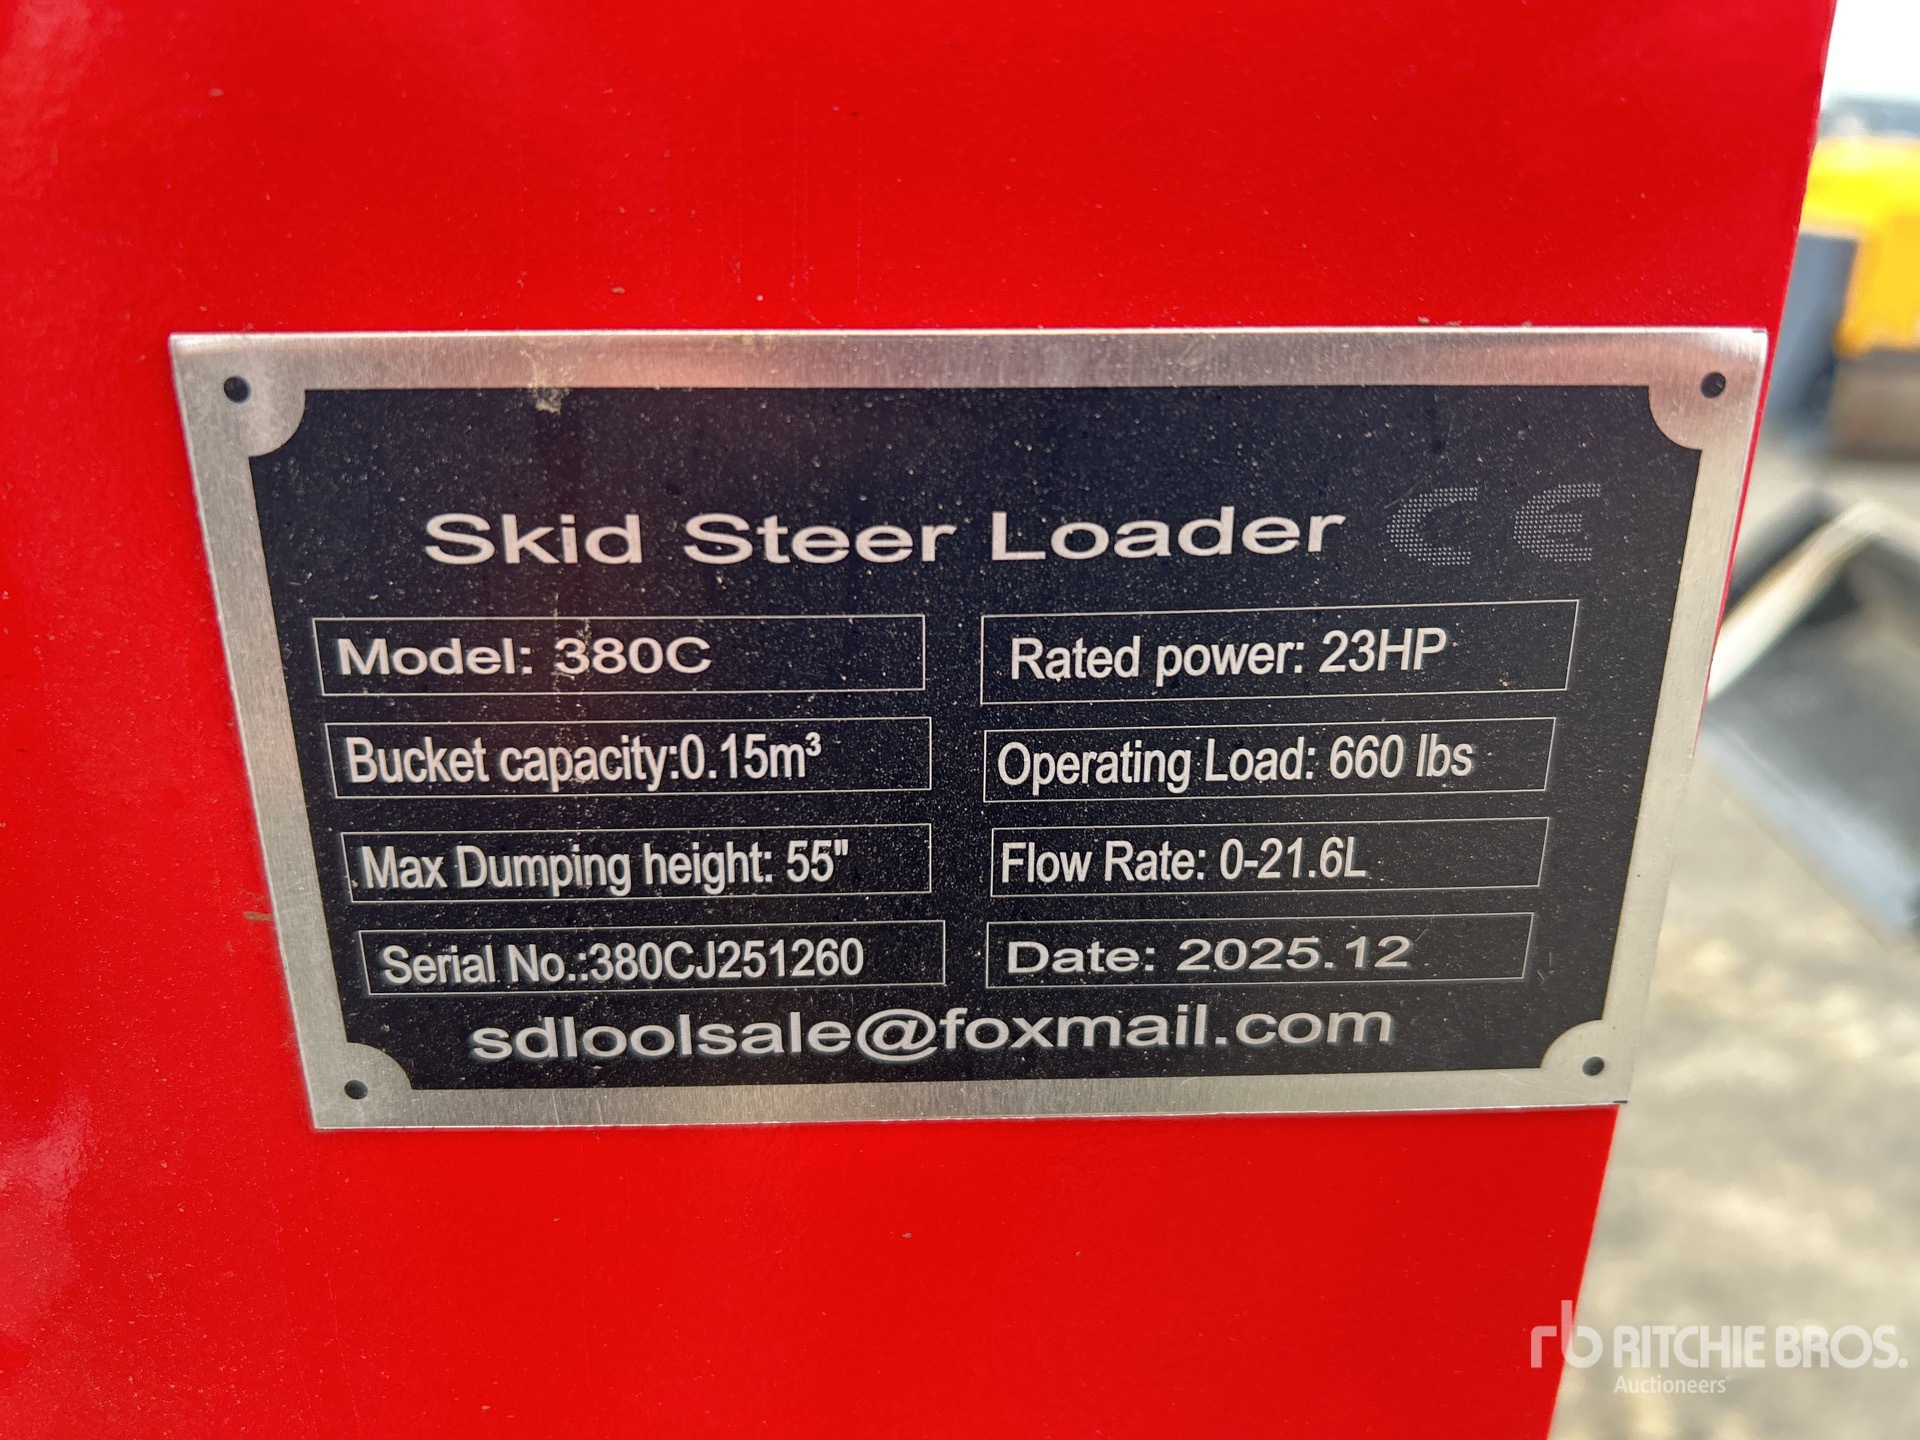 Skid Steer Loader CE
Model: 380C
Rated power: 23HP
Bucket capacity:0.15m³
Operating Load: 660 lbs
Max Dumping height: 55"
Flow Rate: 0-21.6L
Serial No.:380CJ251260
Date: 2025.12
sdloolsale@foxmail.com
rb RITCHIE BROS.
Auctioneers